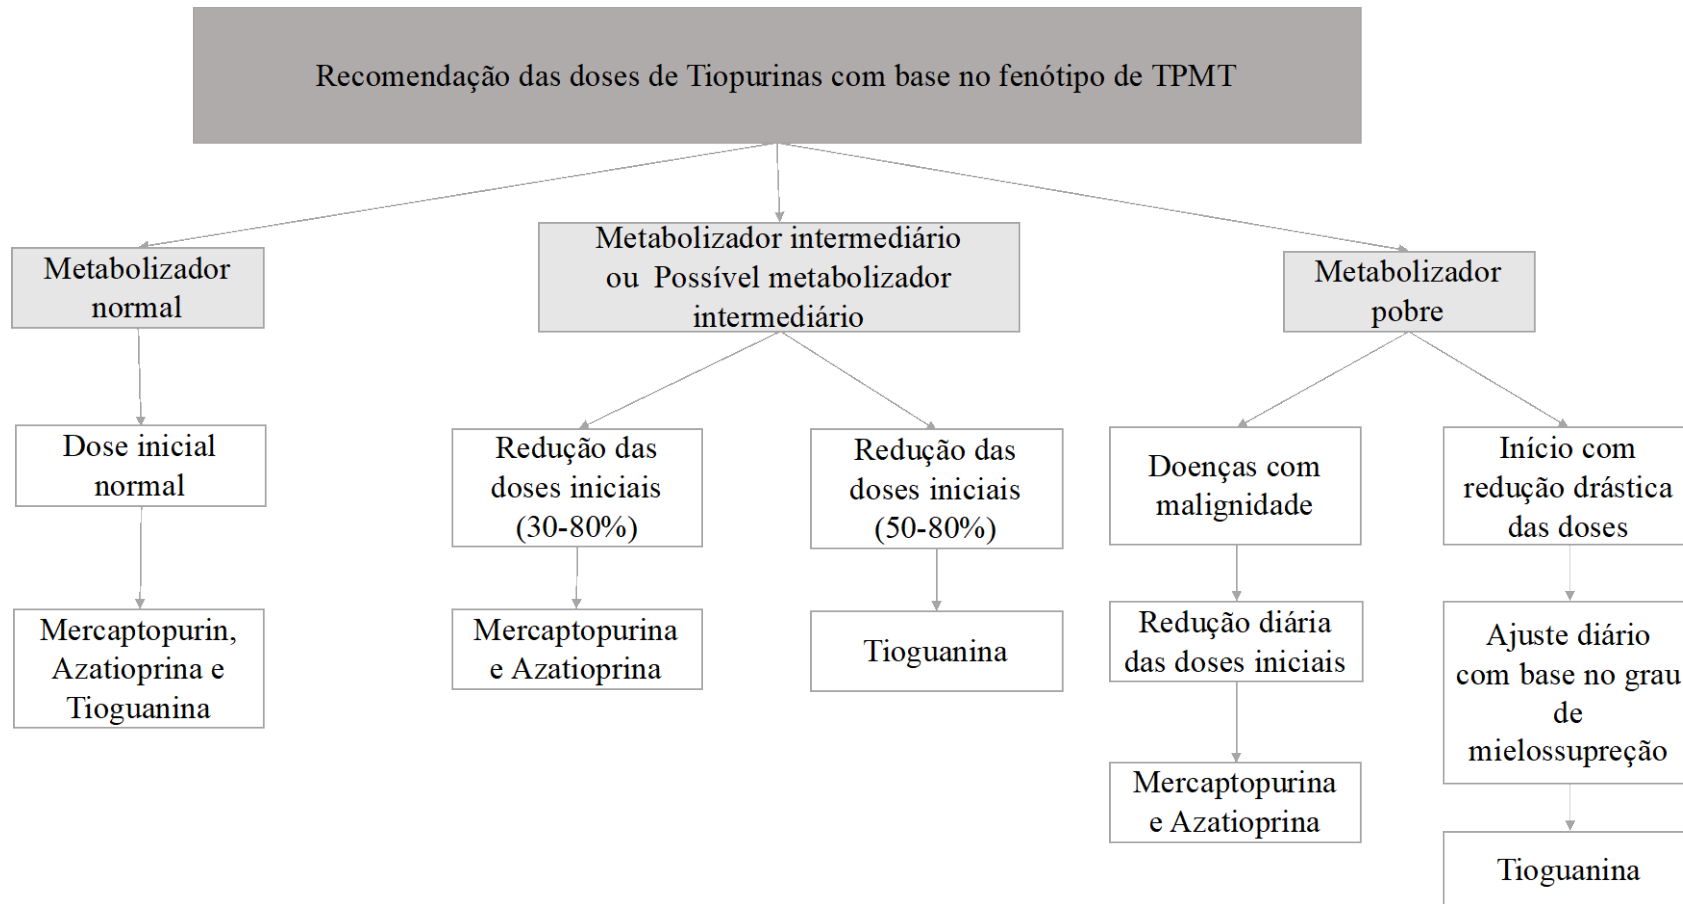 Recomendação das doses de Tiopurinas com base no fenótipo de TPMT
Metabolizador
normal
Metabolizador intermediário
ou Possível metabolizador
intermediário
Metabolizador
pobre
Dose inicial
normal
Redução das
doses iniciais
(30-80%)
Redução das
doses iniciais
(50-80%)
Doenças com
malignidade
Início com
redução drástica
das doses
Mercaptopurin,
Azatioprina e
Tioguanina
Mercaptopurina
e Azatioprina
Tioguanina
Redução diária
das doses iniciais
Ajuste diário
com base no grau
de
mielossupreção
Mercaptopurina
e Azatioprina
Tioguanina